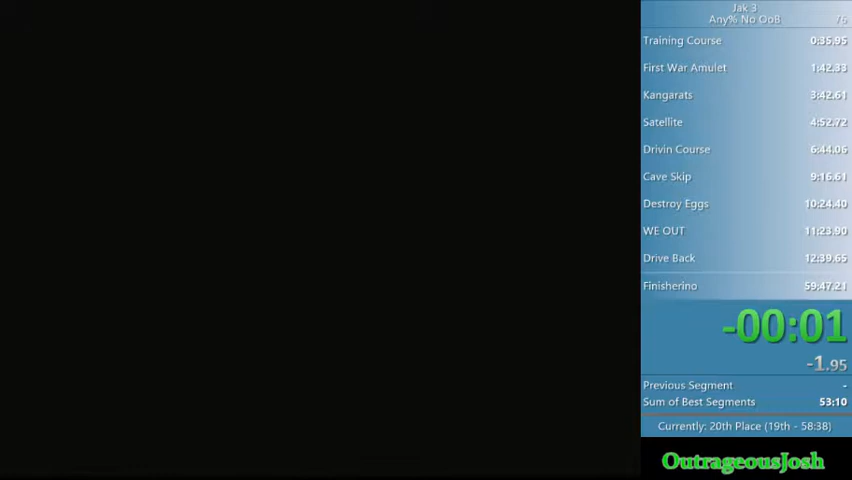 Jak 3
Any% No OoB 76
Training Course 0:35.95
First War Amulet 1:42.33
Kangarats 3:42.61
Satellite 4:52.72
Drivin Course 6:44.06
Cave Skip 9:16.61
Destroy Eggs 10:24.40
WE OUT 11:23.90
Drive Back 12:39.65
Finisherino 59:47.21
-00:01
-1.95
Previous Segment -
Sum of Best Segments 53:10
Currently: 20th Place (19th - 58:38)
OutrageousJosh